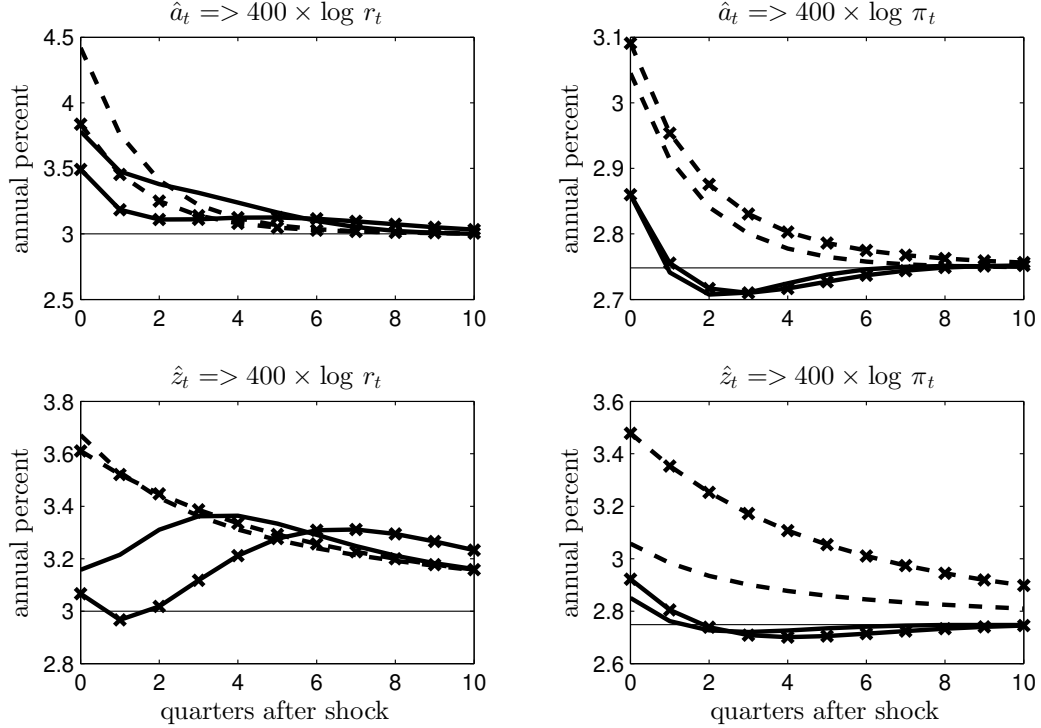 â_t => 400 × log r_t
annual percent
4.5
4
3.5
3
2.5
0 2 4 6 8 10
â_t => 400 × log π_t
annual percent
3.1
3
2.9
2.8
2.7
0 2 4 6 8 10
ẑ_t => 400 × log r_t
annual percent
3.8
3.6
3.4
3.2
3
2.8
0 2 4 6 8 10
quarters after shock
ẑ_t => 400 × log π_t
annual percent
3.6
3.4
3.2
3
2.8
2.6
0 2 4 6 8 10
quarters after shock